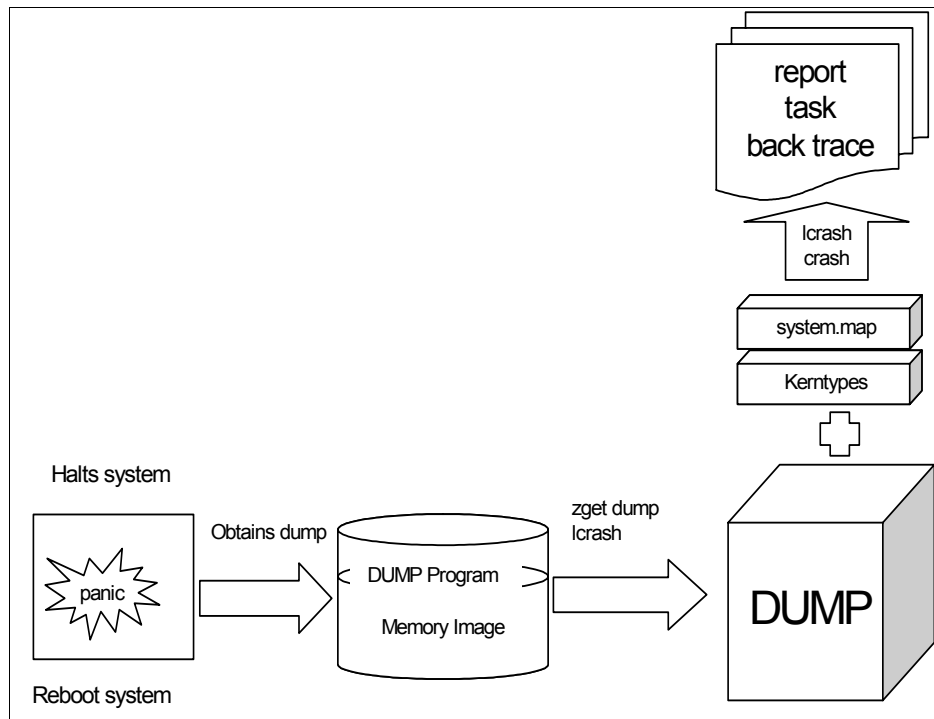 report
task
back trace
lcrash
crash
system.map
Kerntypes
Halts system
panic
Reboot system
Obtains dump
DUMP Program
Memory Image
zget dump
lcrash
DUMP